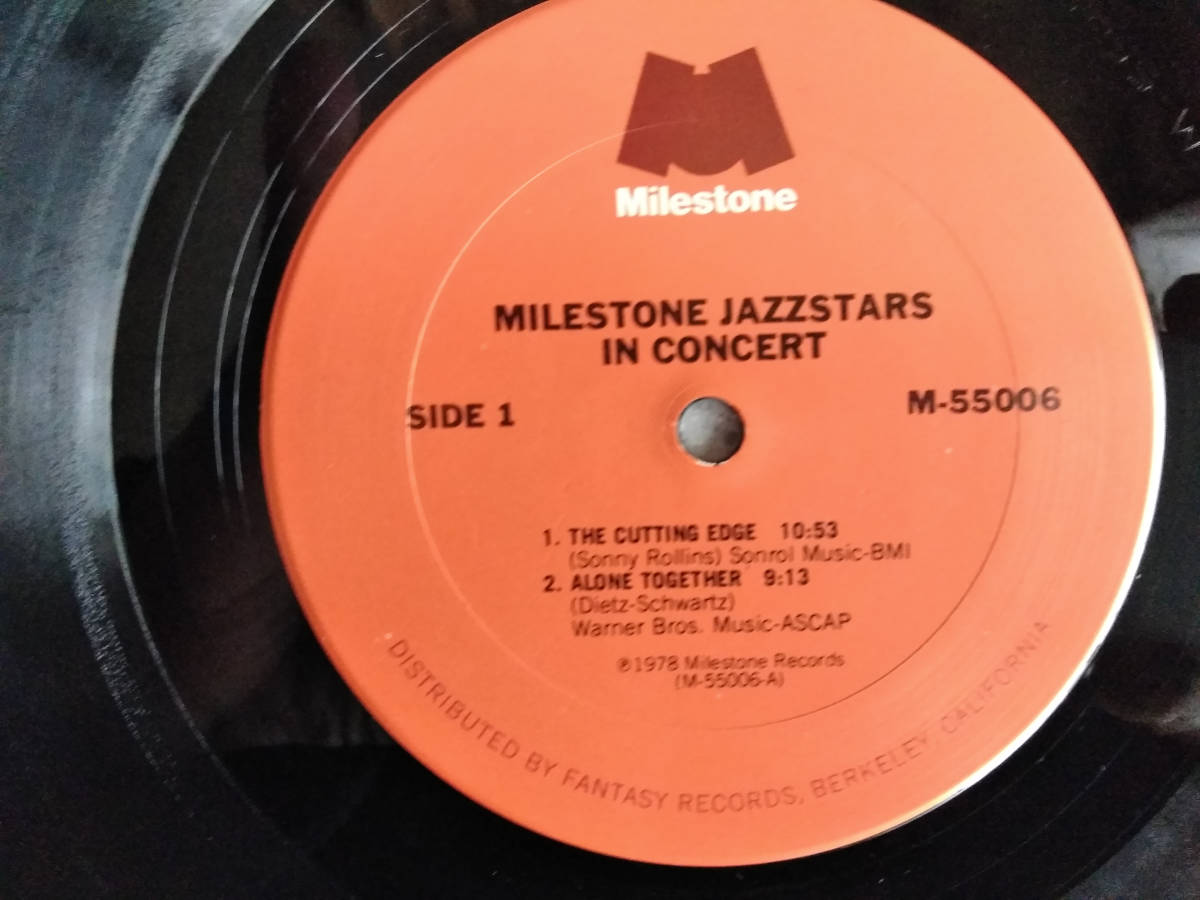 Milestone
MILESTONE JAZZSTARS
IN CONCERT
SIDE 1
M-55006
1. THE CUTTING EDGE 10:53
(Sonny Rollins) Sonrol Music-BMI
2. ALONE TOGETHER 9:13
(Dietz-Schwartz)
Warner Bros. Music-ASCAP
℗1978 Milestone Records
(M-55006-A)
DISTRIBUTED BY FANTASY RECORDS, BERKELEY, CALIFORNIA